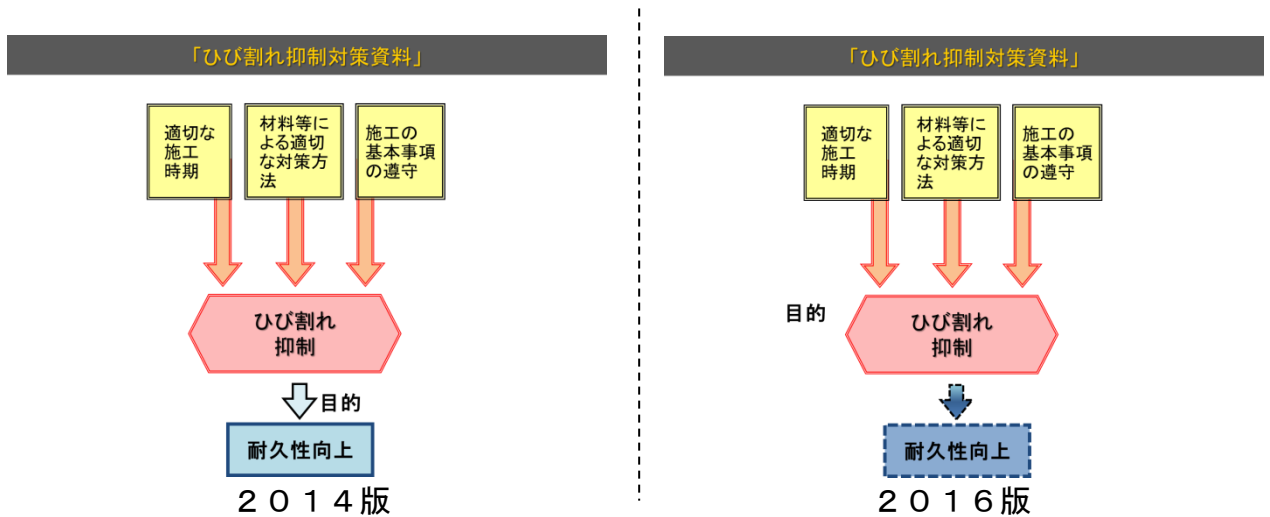 「ひび割れ抑制対策資料」
適切な
施工
時期
材料等に
よる適切
な対策方
法
施工の
基本事項
の遵守
ひび割れ
抑制
目的
耐久性向上
２０１４版
「ひび割れ抑制対策資料」
適切な
施工
時期
材料等に
よる適切
な対策方
法
施工の
基本事項
の遵守
目的
ひび割れ
抑制
耐久性向上
２０１６版